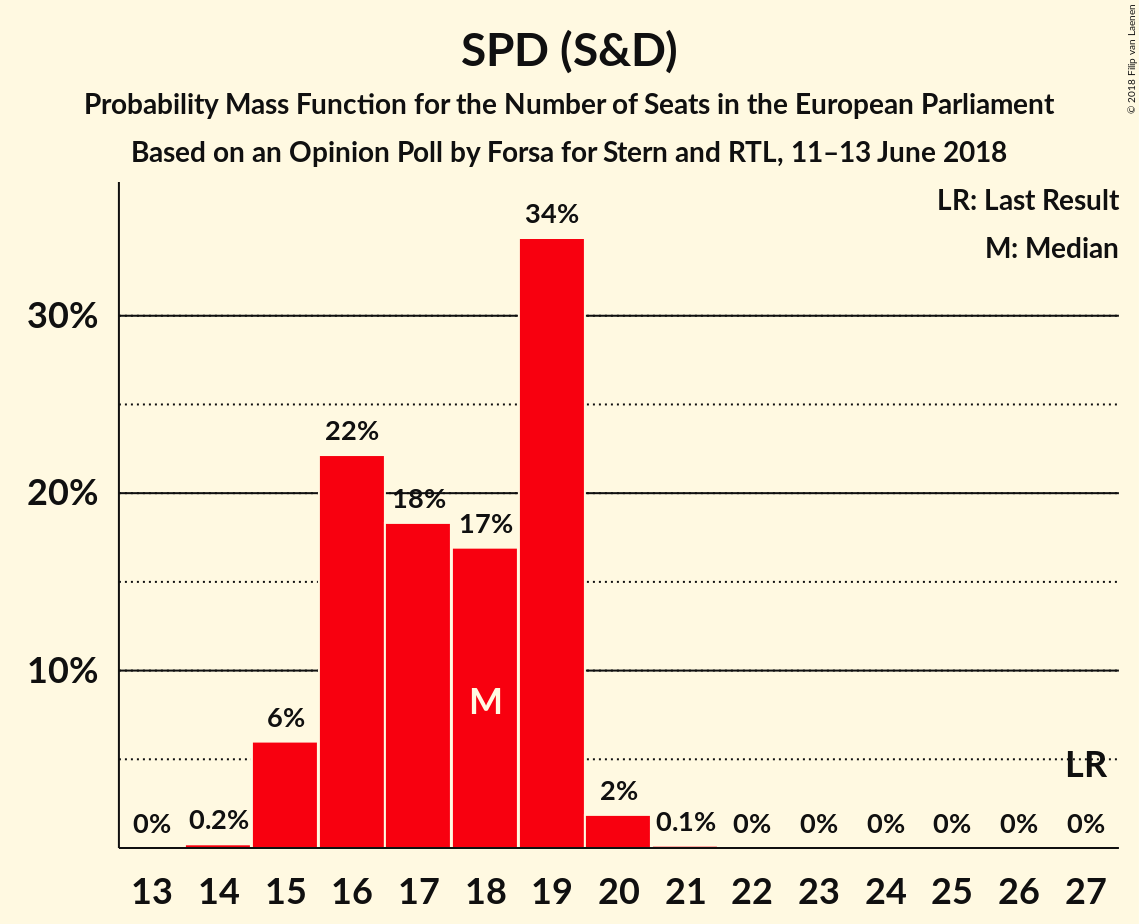 SPD (S&D)
Probability Mass Function for the Number of Seats in the European Parliament
Based on an Opinion Poll by Forsa for Stern and RTL, 11–13 June 2018
© 2018 Filip van Laenen
LR: Last Result
M: Median
34%
30%
22%
20%
18%
17%
10%
M
6%
LR
2%
0% 0.2% 0.1% 0% 0% 0% 0% 0% 0%
13 14 15 16 17 18 19 20 21 22 23 24 25 26 27